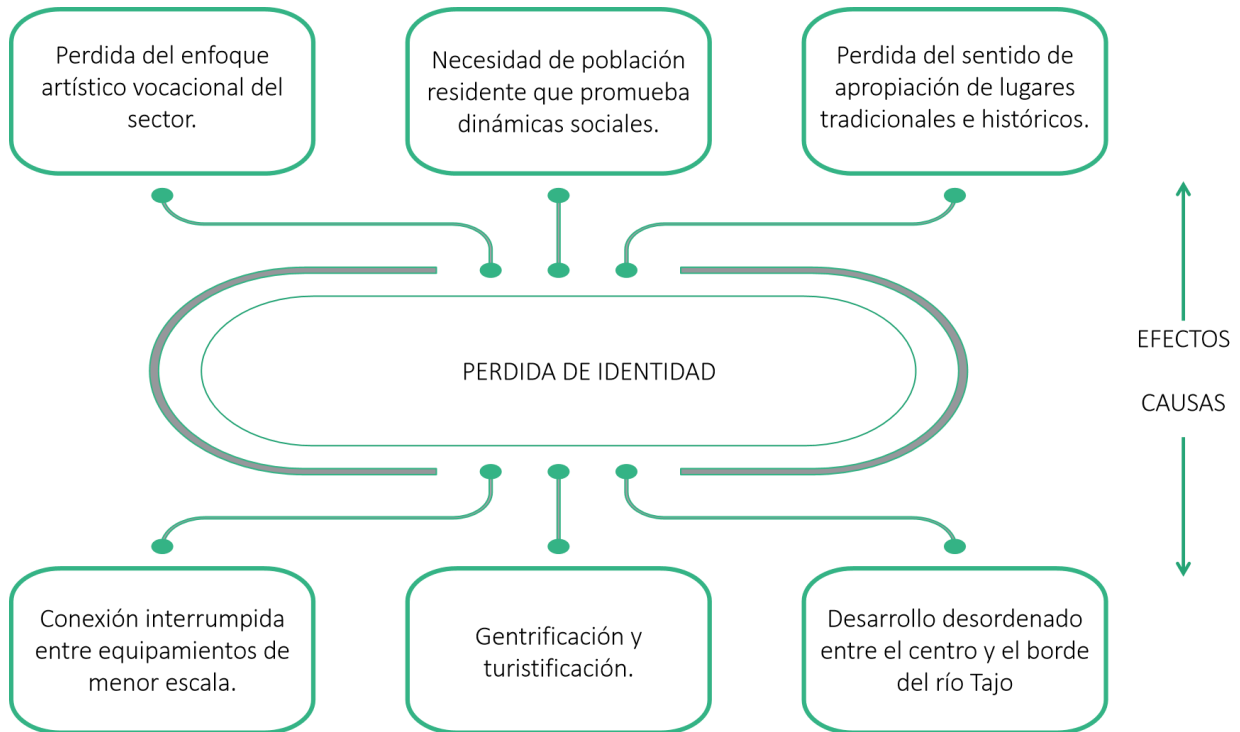 Perdida del enfoque
artístico vocacional del
sector.
Necesidad de población
residente que promueba
dinámicas sociales.
Perdida del sentido de
apropiación de lugares
tradicionales e históricos.
EFECTOS
PERDIDA DE IDENTIDAD
CAUSAS
Conexión interrumpida
entre equipamientos de
menor escala.
Gentrificación y
turistificación.
Desarrollo desordenado
entre el centro y el borde
del río Tajo